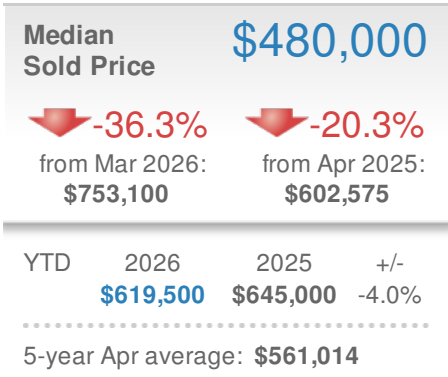 Median
Sold Price
$480,000
-36.3% -20.3%
from Mar 2026: from Apr 2025:
$753,100 $602,575
YTD 2026 2025 +/-
$619,500 $645,000 -4.0%
5-year Apr average: $561,014